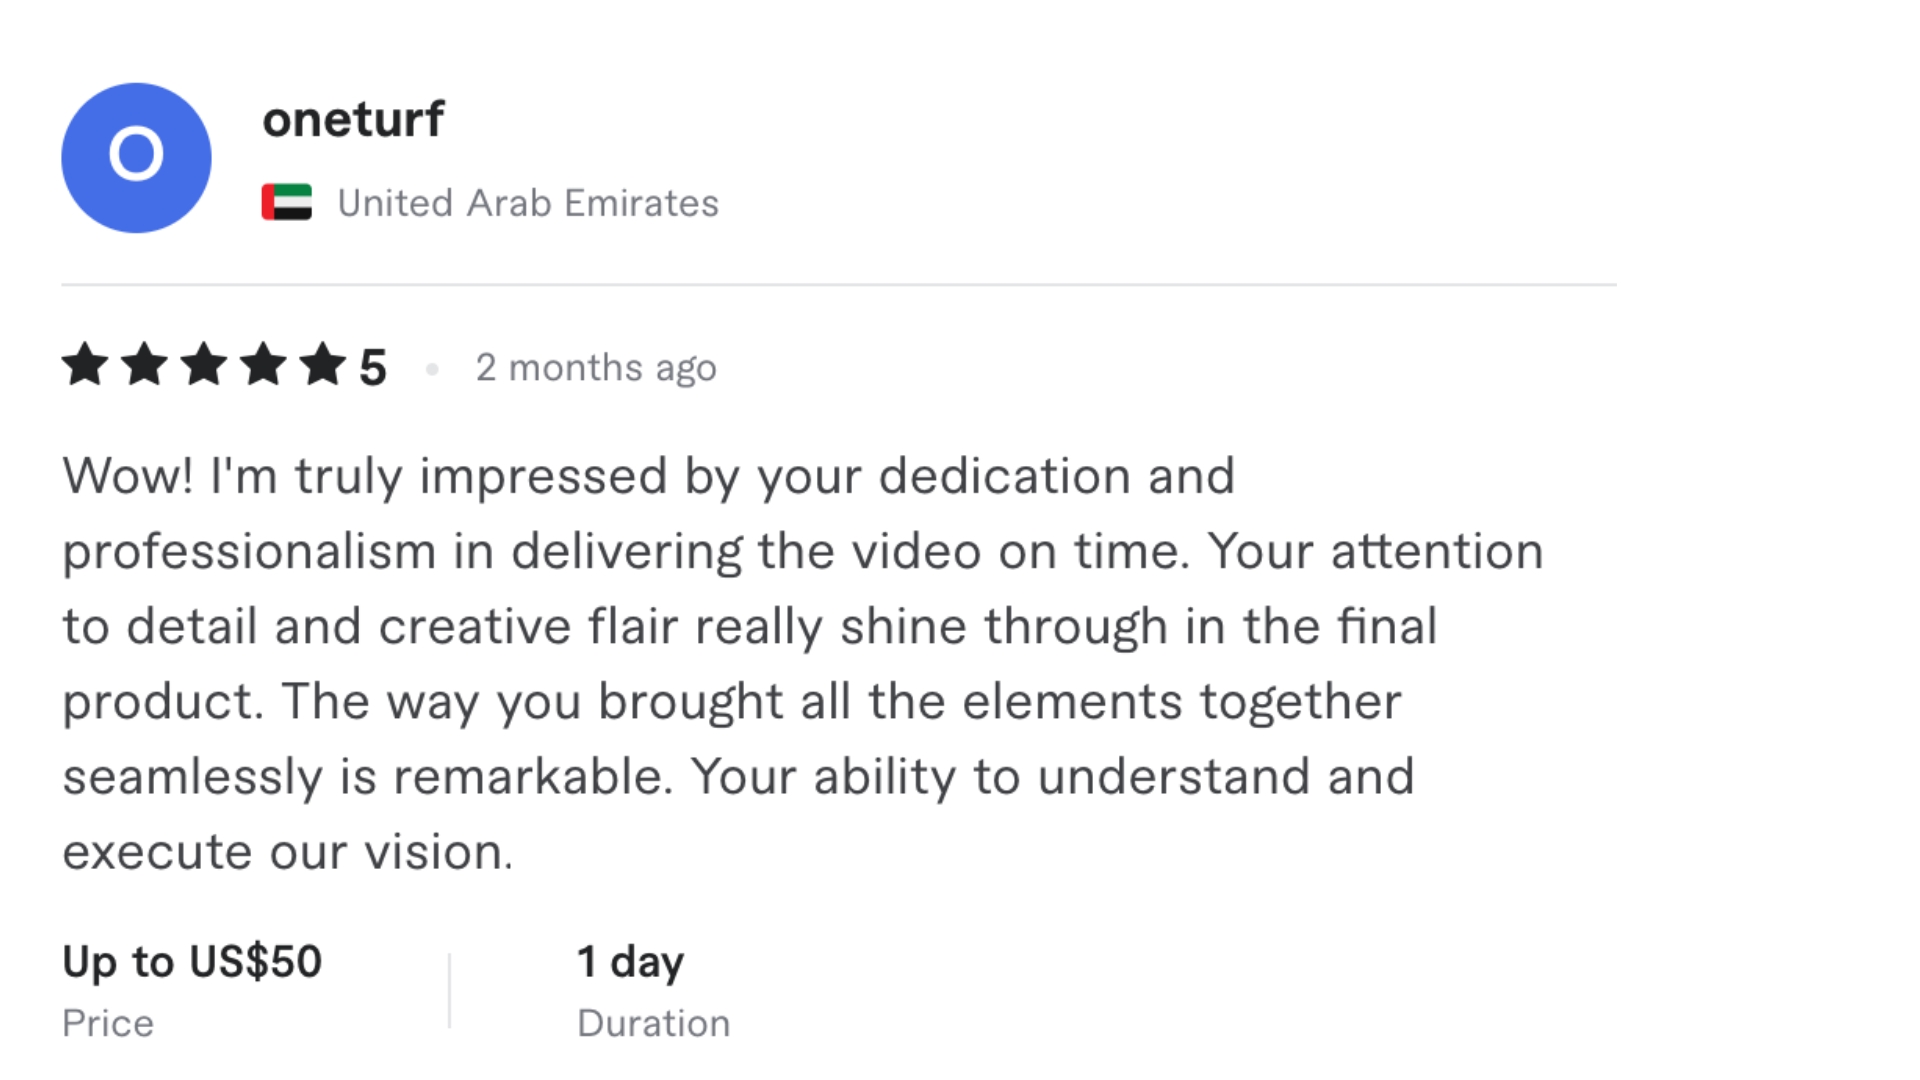 O
oneturf
United Arab Emirates
5
2 months ago
Wow! I'm truly impressed by your dedication and
professionalism in delivering the video on time. Your attention
to detail and creative flair really shine through in the final
product. The way you brought all the elements together
seamlessly is remarkable. Your ability to understand and
execute our vision.
Up to US$50
Price
1 day
Duration